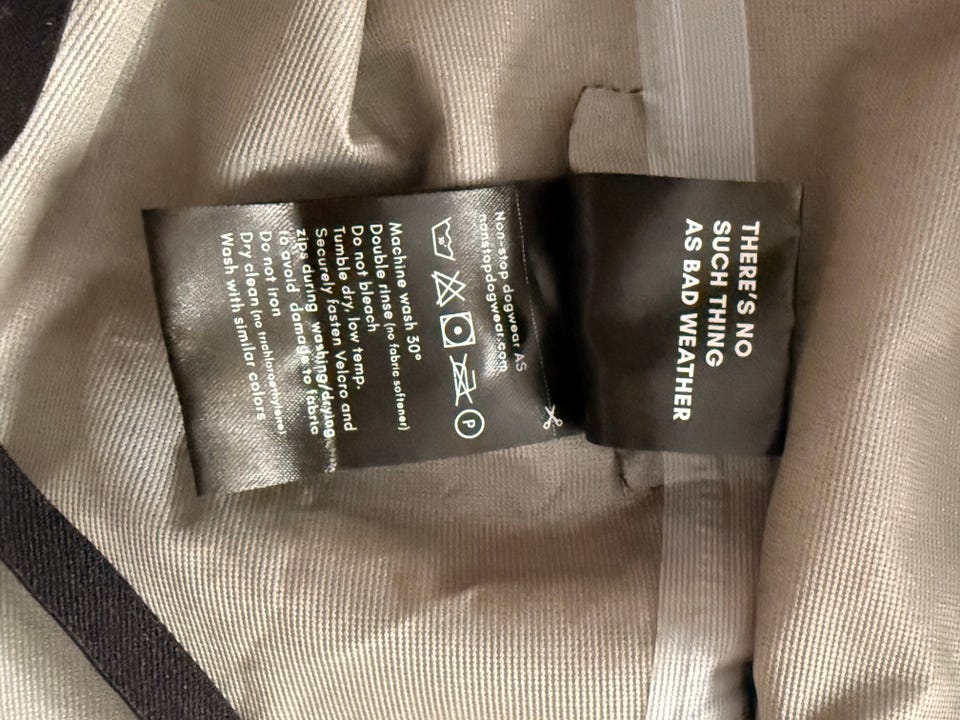 THERE'S NO
SUCH THING
AS BAD WEATHER
Non-stop dogwear AS
nonstopdogwear.com
30
P
Machine wash 30°
Double rinse (no fabric softener)
Do not bleach
Tumble dry, low temp.
Securely fasten Velcro and
zips during washing/drying
to avoid damage to fabric
Do not iron
Dry clean (no trichloroethylene)
Wash with similar colors